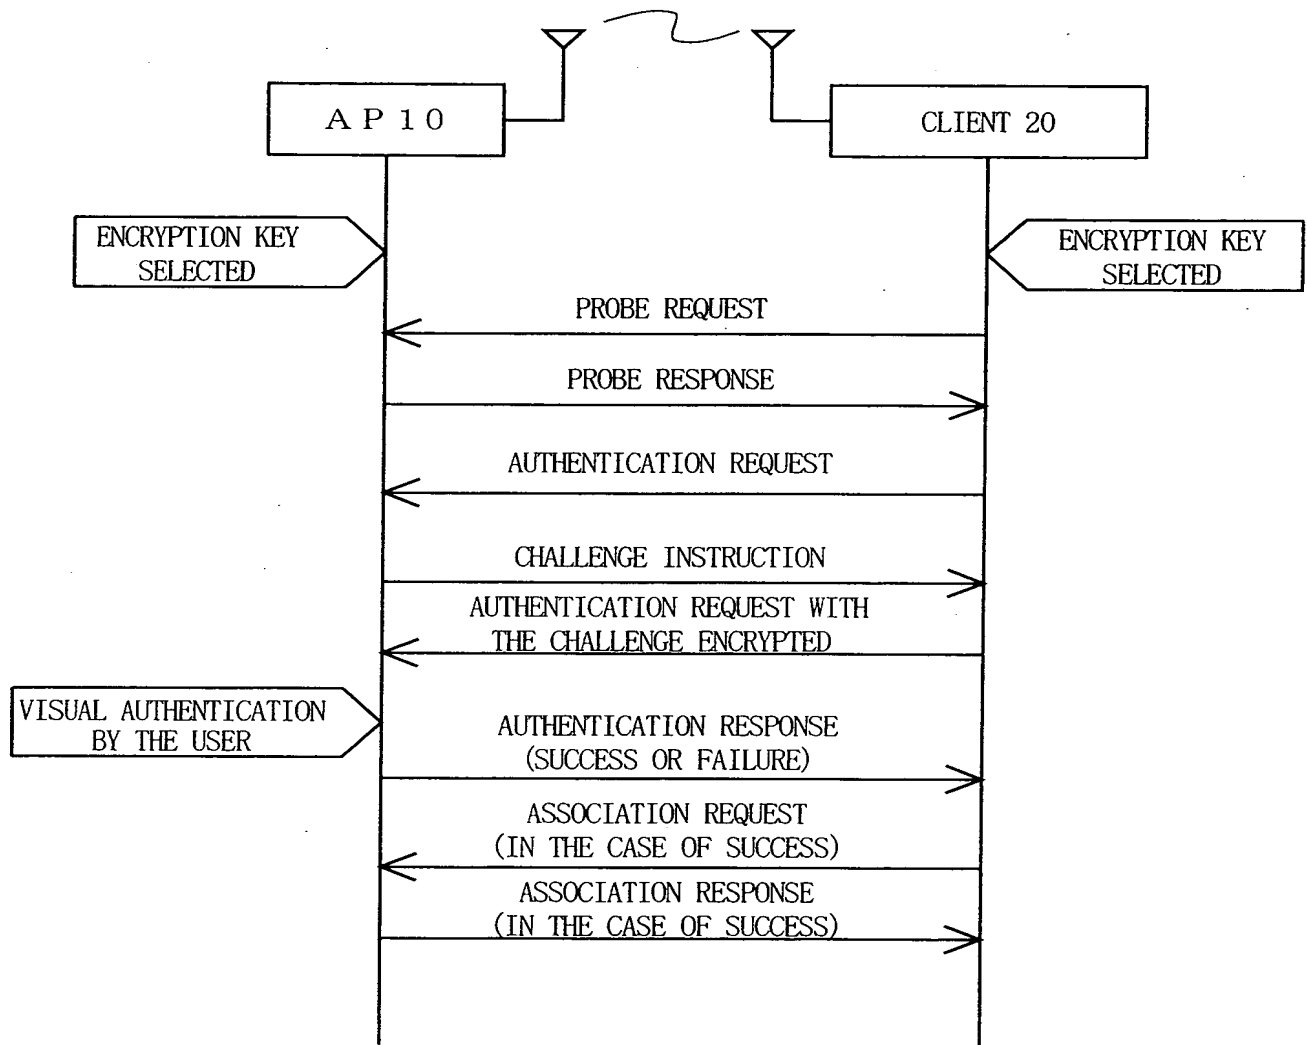 AP10
CLIENT 20
ENCRYPTION KEY
SELECTED
ENCRYPTION KEY
SELECTED
PROBE REQUEST
PROBE RESPONSE
AUTHENTICATION REQUEST
CHALLENGE INSTRUCTION
AUTHENTICATION REQUEST WITH
THE CHALLENGE ENCRYPTED
VISUAL AUTHENTICATION
BY THE USER
AUTHENTICATION RESPONSE
(SUCCESS OR FAILURE)
ASSOCIATION REQUEST
(IN THE CASE OF SUCCESS)
ASSOCIATION RESPONSE
(IN THE CASE OF SUCCESS)